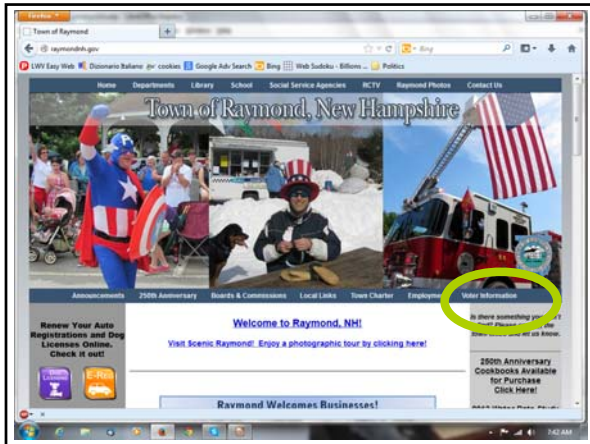 Firefox
Town of Raymond
raymondnh.gov
Bing
LWV Easy Web Dizionario Italiano cookies Google Adv Search Bing Web Sudoku - Billions ... Politics
Home Departments Library School Social Service Agencies RCTV Raymond Photos Contact Us
Town of Raymond, New Hampshire
Announcements 250th Anniversary Boards & Commissions Local Links Town Charter Employment Voter Information
Renew Your Auto
Registrations and Dog
Licenses Online.
Check it out!
E-Reg
Welcome to Raymond, NH!
Visit Scenic Raymond! Enjoy a photographic tour by clicking here!
Raymond Welcomes Businesses!
Is there something you
let us know.
250th Anniversary
Cookbooks Available
for Purchase
Click Here!
7:42 AM